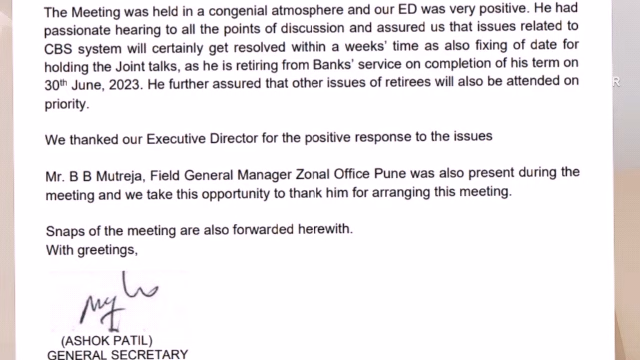 The Meeting was held in a congenial atmosphere and our ED was very positive. He had
passionate hearing to all the points of discussion and assured us that issues related to
CBS system will certainly get resolved within a weeks' time as also fixing of date for
holding the Joint talks, as he is retiring from Banks' service on completion of his term on
30th June, 2023. He further assured that other issues of retirees will also be attended on
priority.
We thanked our Executive Director for the positive response to the issues
Mr. B B Mutreja, Field General Manager Zonal Office Pune was also present during the
meeting and we take this opportunity to thank him for arranging this meeting.
Snaps of the meeting are also forwarded herewith.
With greetings,
(ASHOK PATIL)
GENERAL SECRETARY